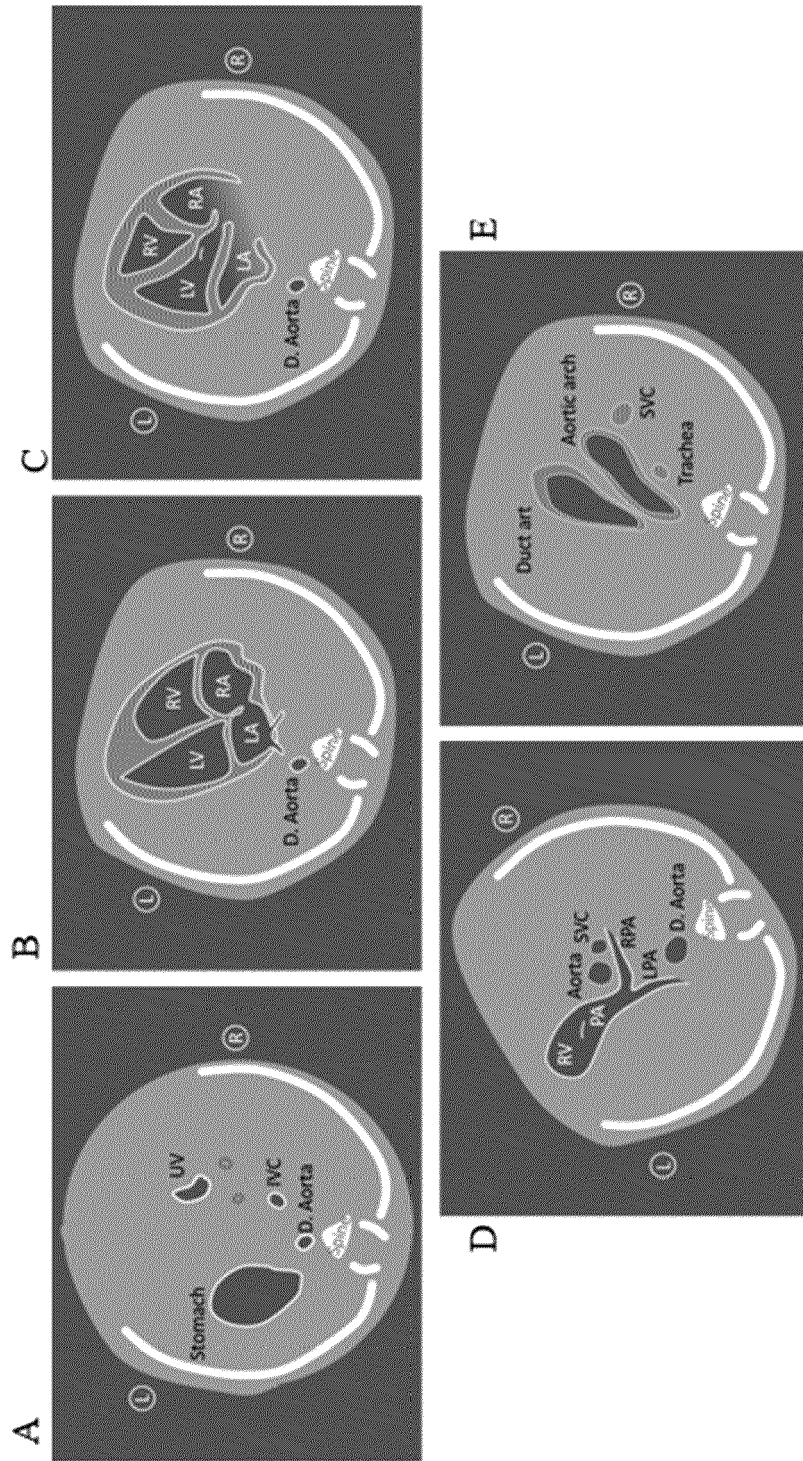 A
L
R
Stomach
UV
IVC
D. Aorta
Spine
B
L
R
LV
RV
LA
RA
D. Aorta
Spine
C
L
R
RV
LV
RA
LA
D. Aorta
Spine
D
L
R
RV
PA
Aorta
SVC
RPA
LPA
D. Aorta
Spine
E
L
R
Duct art
Aortic arch
SVC
Trachea
Spine